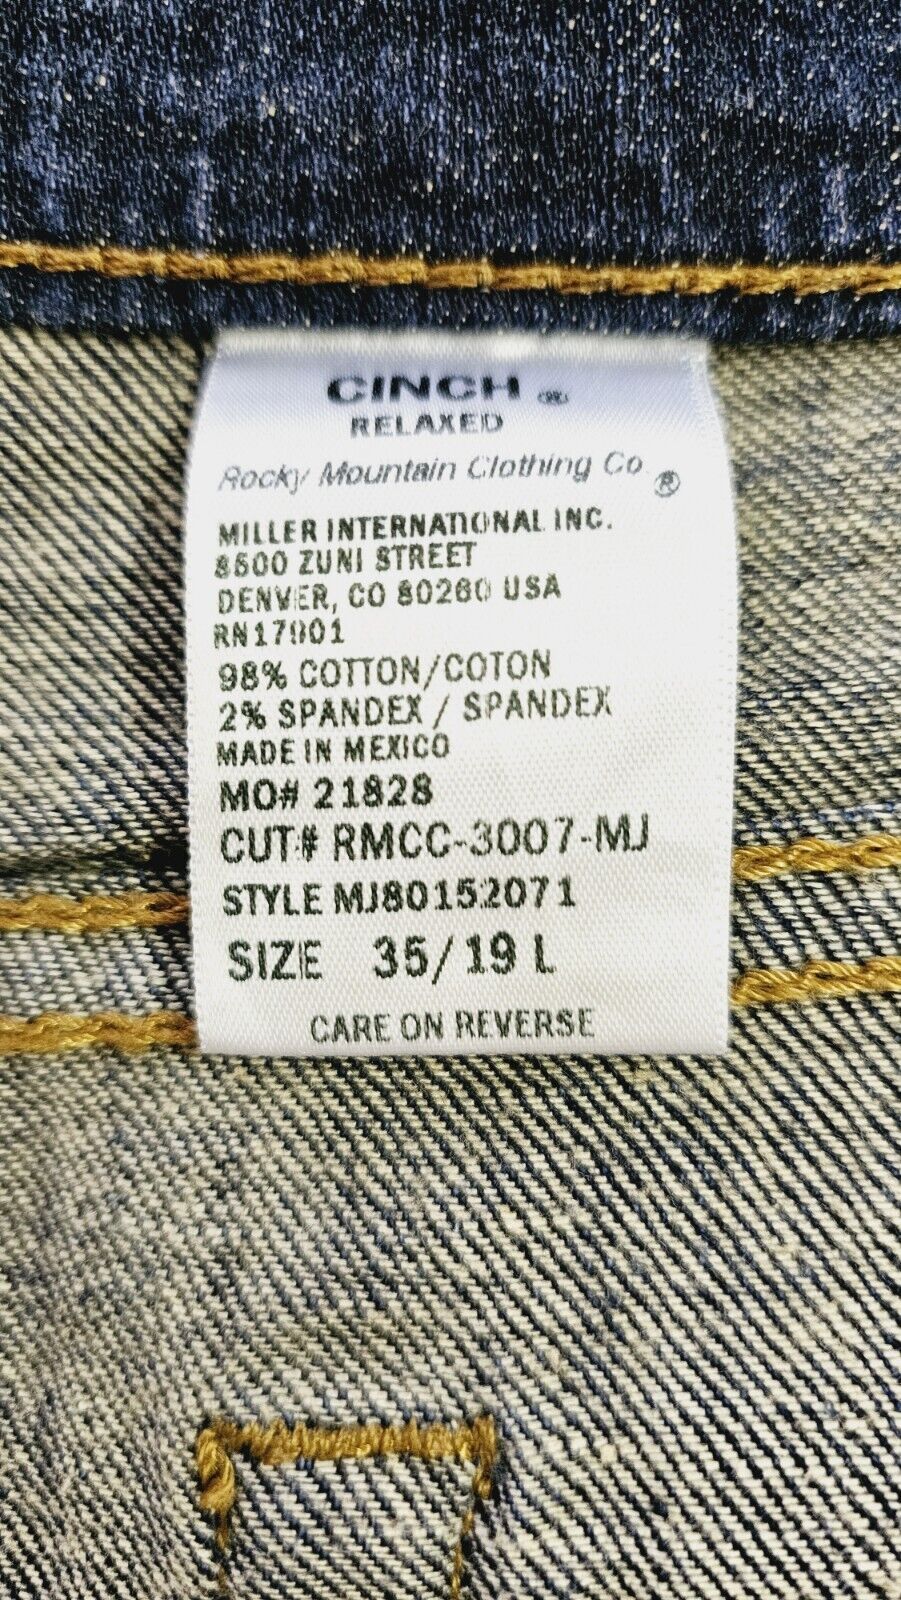 CINCH ®
RELAXED
Rocky Mountain Clothing Co. ®
MILLER INTERNATIONAL INC.
8500 ZUNI STREET
DENVER, CO 80260 USA
RN17001
98% COTTON/COTON
2% SPANDEX / SPANDEX
MADE IN MEXICO
MO# 21828
CUT# RMCC-3007-MJ
STYLE MJ80152071
SIZE 35/19 L
CARE ON REVERSE